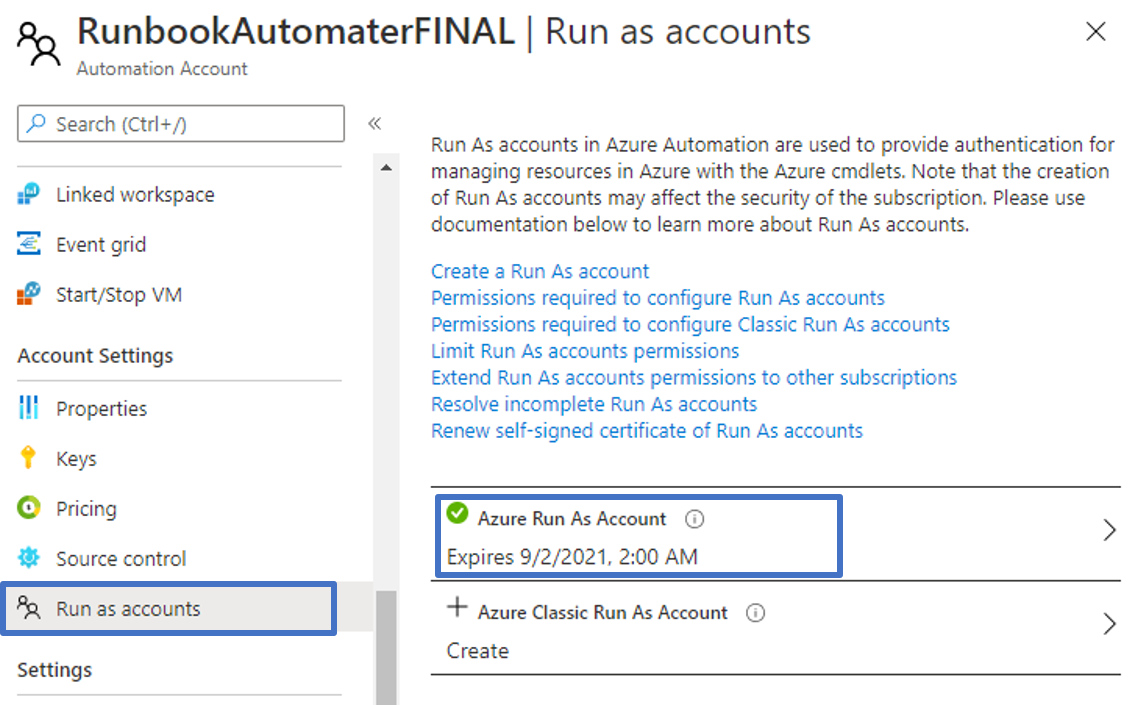 RunbookAutomaterFINAL | Run as accounts
Automation Account
Search (Ctrl+/)
«
Linked workspace
Event grid
Start/Stop VM
Account Settings
Properties
Keys
Pricing
Source control
Run as accounts
Settings
Run As accounts in Azure Automation are used to provide authentication for
managing resources in Azure with the Azure cmdlets. Note that the creation
of Run As accounts may affect the security of the subscription. Please use
documentation below to learn more about Run As accounts.
Create a Run As account
Permissions required to configure Run As accounts
Permissions required to configure Classic Run As accounts
Limit Run As accounts permissions
Extend Run As accounts permissions to other subscriptions
Resolve incomplete Run As accounts
Renew self-signed certificate of Run As accounts
Azure Run As Account
Expires 9/2/2021, 2:00 AM
Azure Classic Run As Account
Create